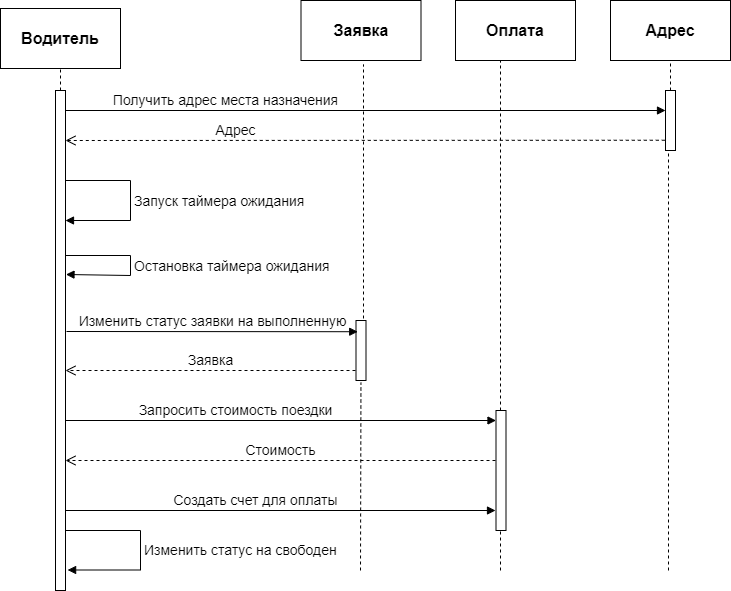 Водитель
Заявка
Оплата
Адрес
Получить адрес места назначения
Адрес
Запуск таймера ожидания
Остановка таймера ожидания
Изменить статус заявки на выполненную
Заявка
Запросить стоимость поездки
Стоимость
Создать счет для оплаты
Изменить статус на свободен